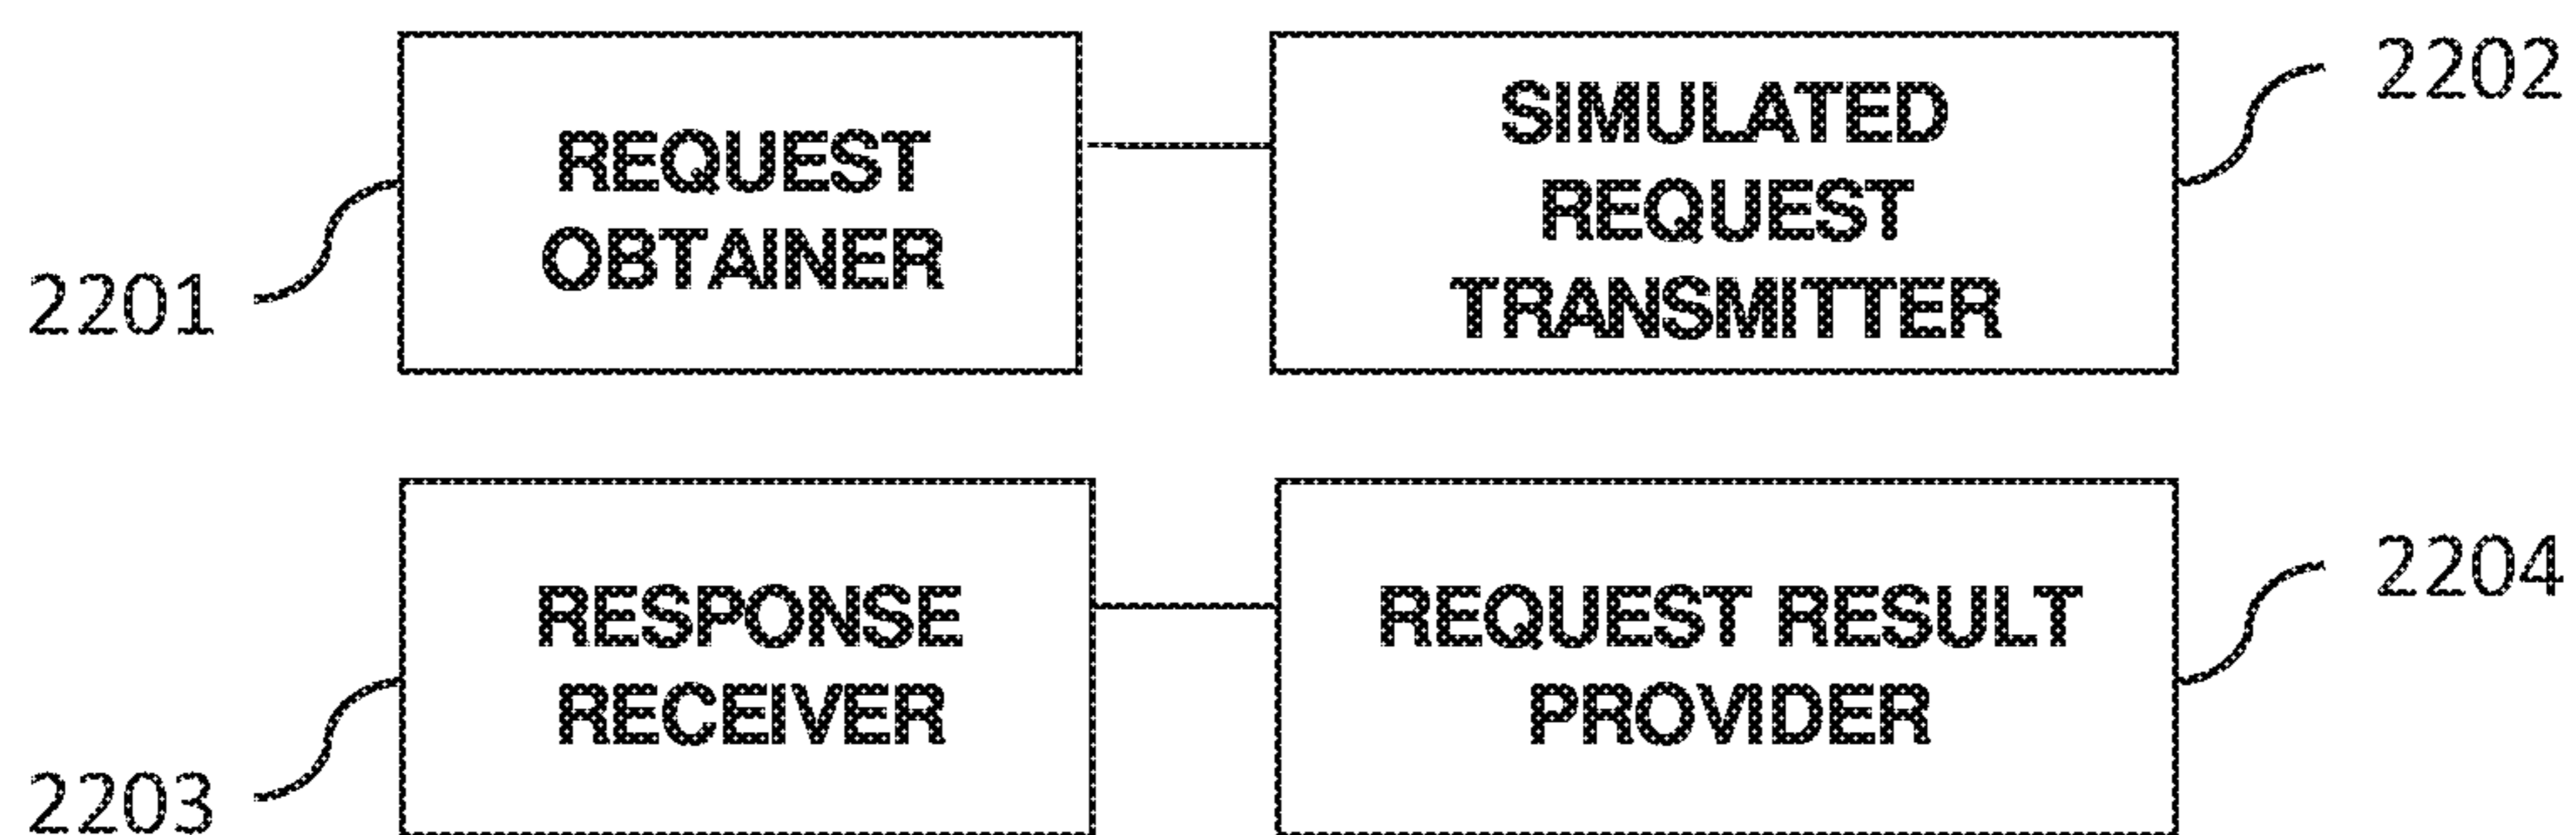 2201
REQUEST
OBTAINER
SIMULATED
REQUEST
TRANSMITTER
2202
2203
RESPONSE
RECEIVER
REQUEST RESULT
PROVIDER
2204